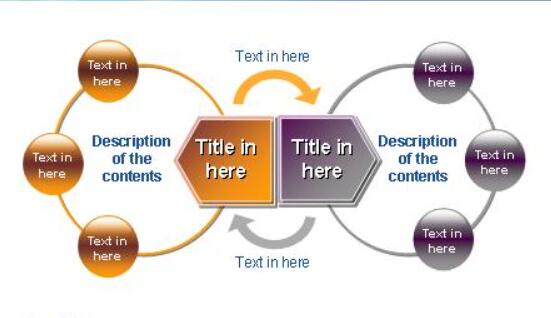 Text in here
Text in
here
Text in
here
Text in
here
Description
of the
contents
Title in
here
Title in
here
Description
of the
contents
Text in
here
Text in
here
Text in
here
Text in here